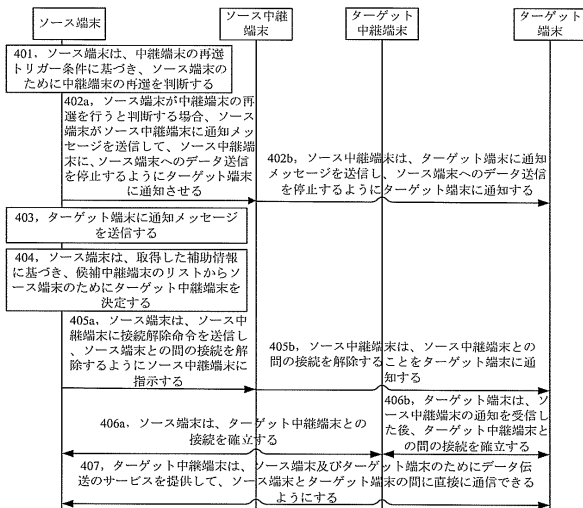 ソース端末
ソース中継
端末
ターゲット
中継端末
ターゲット
端末
401，ソース端末は、中継端末の再選
トリガー条件に基づき、ソース端末の
ために中継端末の再選を判断する
402a，ソース端末が中継端末の再
選を行うと判断する場合、ソース
端末がソース中継端末に通知メッ
セージを送信して、ソース中継端
末に、ソース端末へのデータ送信
を停止するようにターゲット端末
に通知させる
402b，ソース中継端末は、ターゲット端末に通知
メッセージを送信し、ソース端末へのデータ送信
を停止するようにターゲット端末に通知する
403，ターゲット端末に通知メッセージ
を送信する
404，ソース端末は、取得した補助情報
に基づき、候補中継端末のリストからソ
ース端末のためにターゲット中継端末を
決定する
405a，ソース端末は、ソース中
継端末に接続解除命令を送信し
、ソース端末との間の接続を解
除するようにソース中継端末に
指示する
405b，ソース中継端末は、ソース中継端末との
間の接続を解除することをターゲット端末に通
知する
406a，ソース端末は、ターゲット中継端末との
接続を確立する
406b，ターゲット端末は、ソ
ース中継端末の通知を受信し
た後、ターゲット中継端末と
の間の接続を確立する
407，ターゲット中継端末は、ソース端末及びターゲット端末のためにデータ伝
送のサービスを提供して、ソース端末とターゲット端末の間に直接に通信できる
ようにする